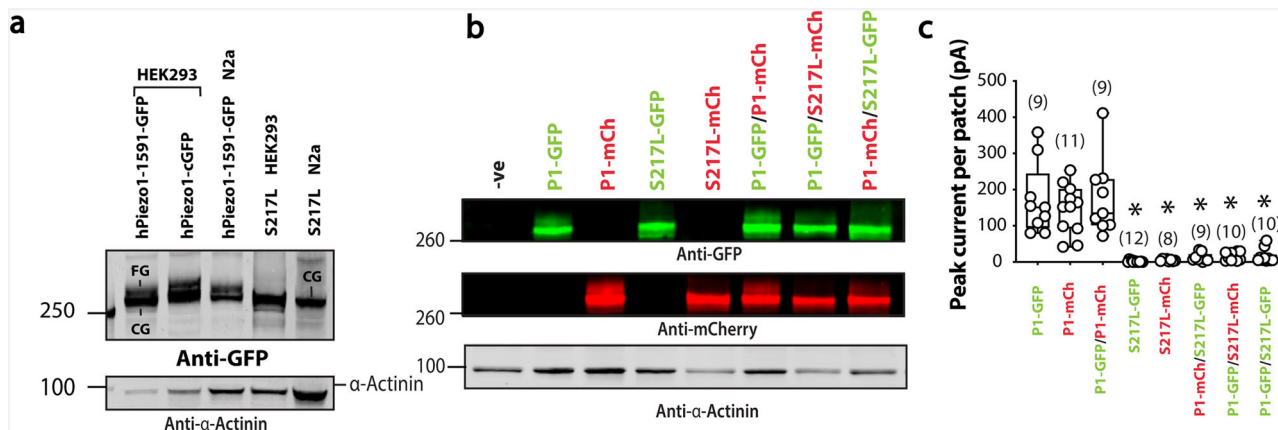 a
HEK293
N2a
hPiezo1-1591-GFP
hPiezo1-cGFP
hPiezo1-1591-GFP
S217L HEK293
S217L N2a
FG
CG
CG
250
Anti-GFP
100
α-Actinin
Anti-α-Actinin
b
-ve
P1-GFP
P1-mCh
S217L-GFP
S217L-mCh
P1-GFP/P1-mCh
P1-GFP/S217L-mCh
P1-mCh/S217L-GFP
260
Anti-GFP
260
Anti-mCherry
100
Anti-α-Actinin
c
Peak current per patch (pA)
500
400
300
200
100
0
(9)
(11)
(9)
* * * * *
(12)
(8)
(9)
(10)
(10)
P1-GFP
P1-mCh
P1-GFP/P1-mCh
S217L-GFP
S217L-mCh
P1-mCh/S217L-GFP
P1-GFP/S217L-mCh
P1-GFP/S217L-GFP